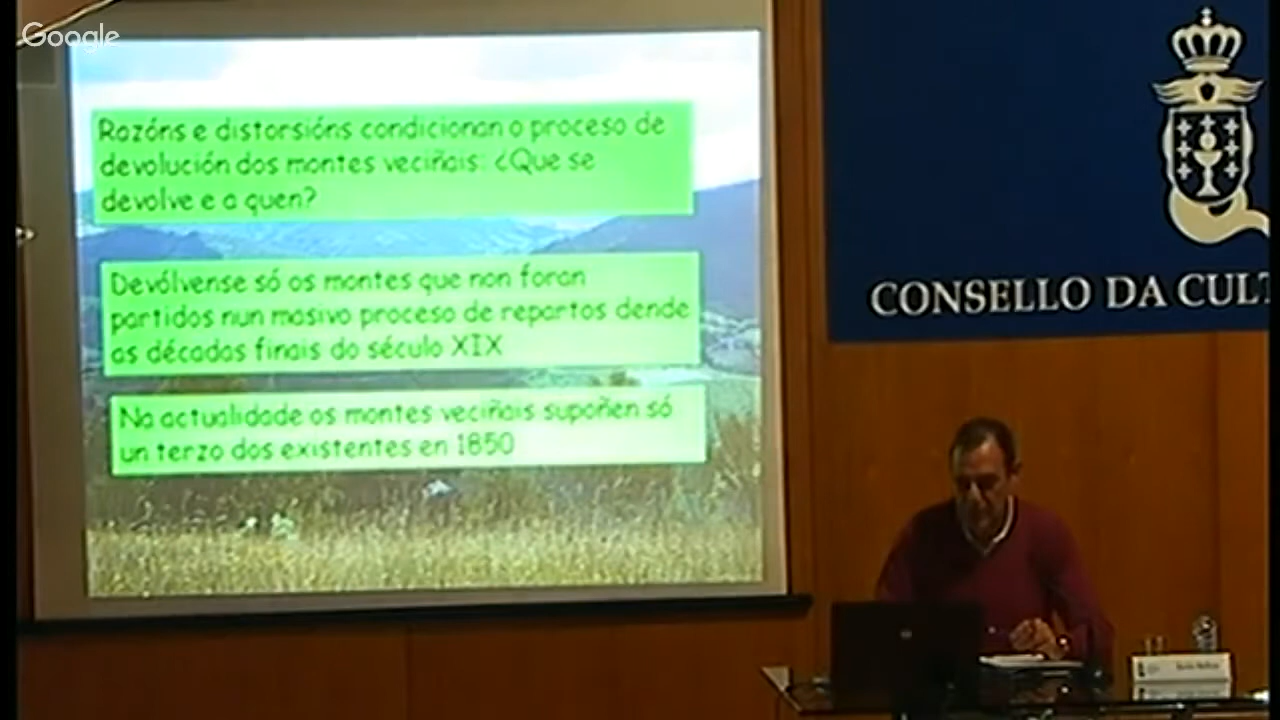 Google
Razóns e distorsións condicionan o proceso de
devolución dos montes veciñais: ¿Que se
devolve e a quen?
Devólvense só os montes que non foran
partidos nun masivo proceso de repartos dende
as décadas finais do século XIX
Na actualidade os montes veciñais supoñen só
un terzo dos existentes en 1850
CONSELLO DA CULT